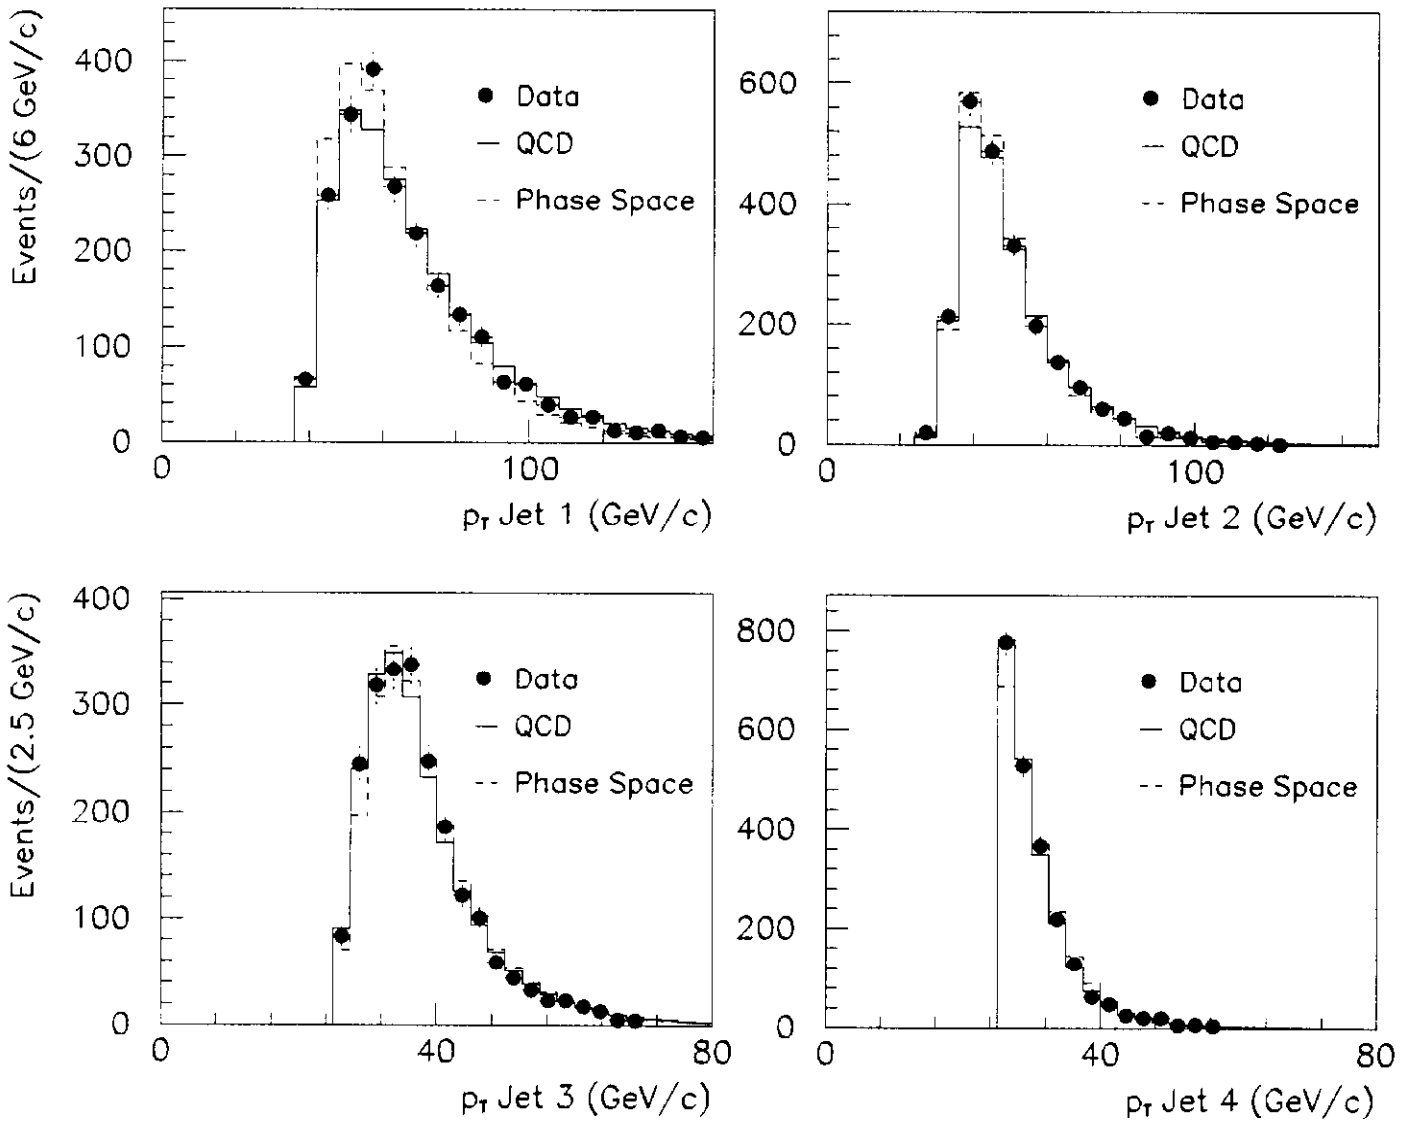 Events/(6 GeV/c)
400
300
200
100
0
0
100
Data
QCD
Phase Space
p_T Jet 1 (GeV/c)
600
400
200
0
0
100
Data
QCD
Phase Space
p_T Jet 2 (GeV/c)
Events/(2.5 GeV/c)
400
300
200
100
0
0
40
80
Data
QCD
Phase Space
p_T Jet 3 (GeV/c)
800
600
400
200
0
0
40
80
Data
QCD
Phase Space
p_T Jet 4 (GeV/c)